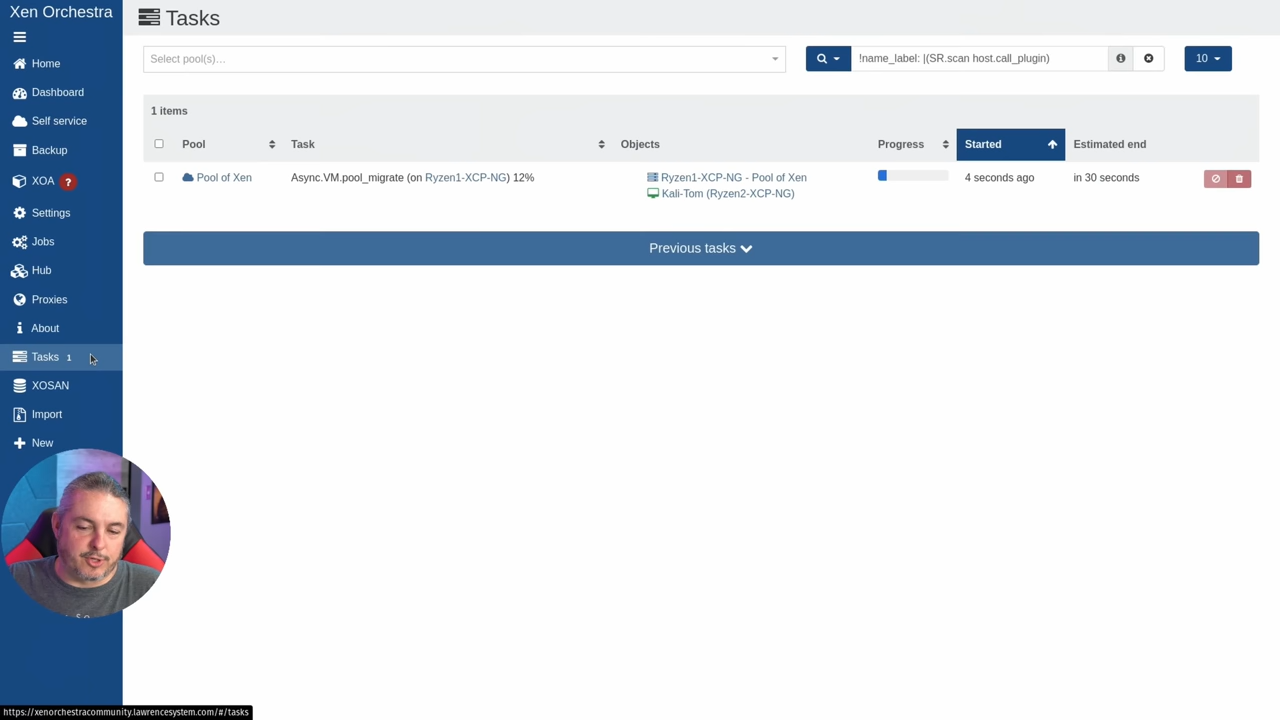 Xen Orchestra
Tasks
Home
Dashboard
Self service
Backup
XOA ?
Settings
Jobs
Hub
Proxies
About
Tasks 1
XOSAN
Import
New
Select pool(s)...
!name_label: |(SR.scan host.call_plugin)
10
1 items
Pool Task Objects Progress Started Estimated end
Pool of Xen Async.VM.pool_migrate (on Ryzen1-XCP-NG) 12% Ryzen1-XCP-NG - Pool of Xen 4 seconds ago in 30 seconds
Kali-Tom (Ryzen2-XCP-NG)
Previous tasks
https://xenorchestracommunity.lawrencesystem.com/#/tasks